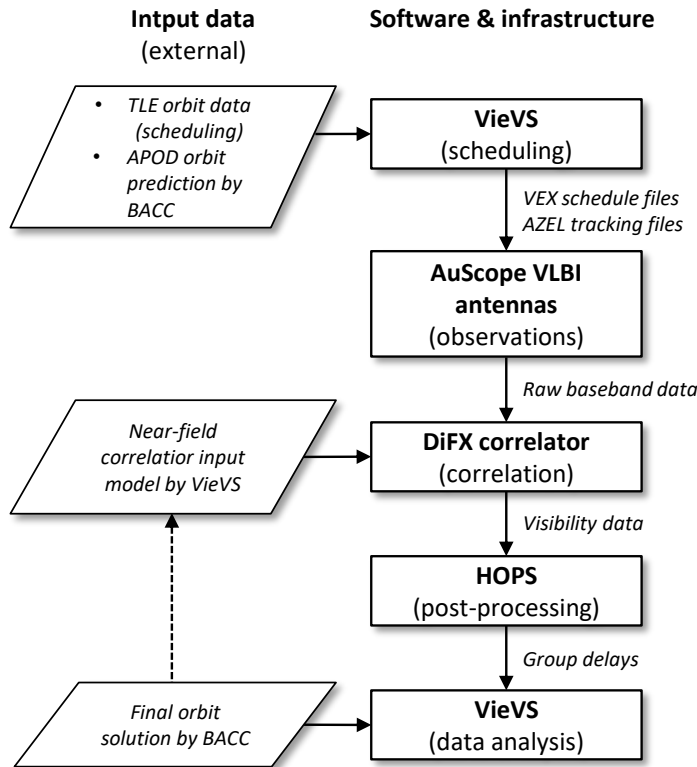 Intput data
(external)
Software & infrastructure
• TLE orbit data
(scheduling)
• APOD orbit
prediction by
BACC
VieVS
(scheduling)
VEX schedule files
AZEL tracking files
AuScope VLBI
antennas
(observations)
Raw baseband data
Near-field
correlatior input
model by VieVS
DiFX correlator
(correlation)
Visibility data
HOPS
(post-processing)
Group delays
Final orbit
solution by BACC
VieVS
(data analysis)